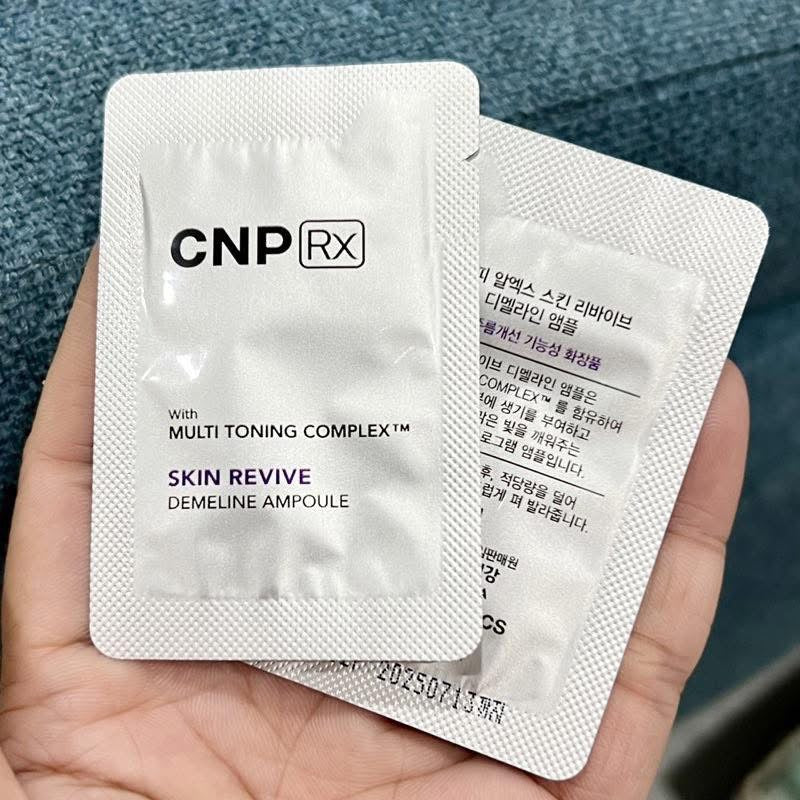 CNP Rx
With
MULTI TONING COMPLEX™
SKIN REVIVE
DEMELINE AMPOULE
알엑스 스킨 리바이브
디멜라인 앰플
기능성 화장품
디멜라인 앰플은
COMPLEX™ 를 함유하여
생기를 부여하고
빛을 깨워주는
앰플입니다.
후, 적당량을 덜어
펴 발라줍니다.
CS
20250713까지